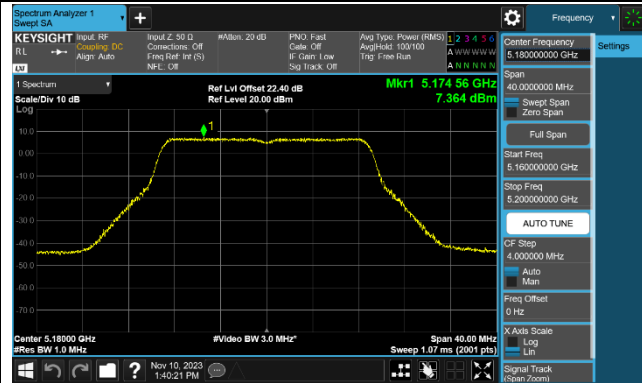 Spectrum Analyzer 1
Swept SA
Frequency
KEYSIGHT
RL
LXI
Input: RF
Coupling: DC
Align: Auto
Input Z: 50 Ω
Corrections: Off
Freq Ref: Int (S)
NFE: Off
#Atten: 20 dB
PNO: Fast
Gate: Off
IF Gain: Low
Sig Track: Off
Avg Type: Power (RMS)
Avg|Hold: 100/100
Trig: Free Run
1 2 3 4 5 6
A W W W W W
A N N N N N
1 Spectrum
Scale/Div 10 dB
Log
Ref Lvl Offset 22.40 dB
Ref Level 20.00 dBm
Mkr1 5.174 56 GHz
7.364 dBm
1
10.0
0.00
-10.0
-20.0
-30.0
-40.0
-50.0
-60.0
-70.0
Center 5.18000 GHz
#Res BW 1.0 MHz
#Video BW 3.0 MHz*
Span 40.00 MHz
Sweep 1.07 ms (2001 pts)
Nov 10, 2023
1:40:21 PM
Center Frequency
5.180000000 GHz
Span
40.0000000 MHz
Swept Span
Zero Span
Full Span
Start Freq
5.160000000 GHz
Stop Freq
5.200000000 GHz
AUTO TUNE
CF Step
4.000000 MHz
Auto
Man
Freq Offset
0 Hz
X Axis Scale
Log
Lin
Signal Track
(Span Zoom)
Settings